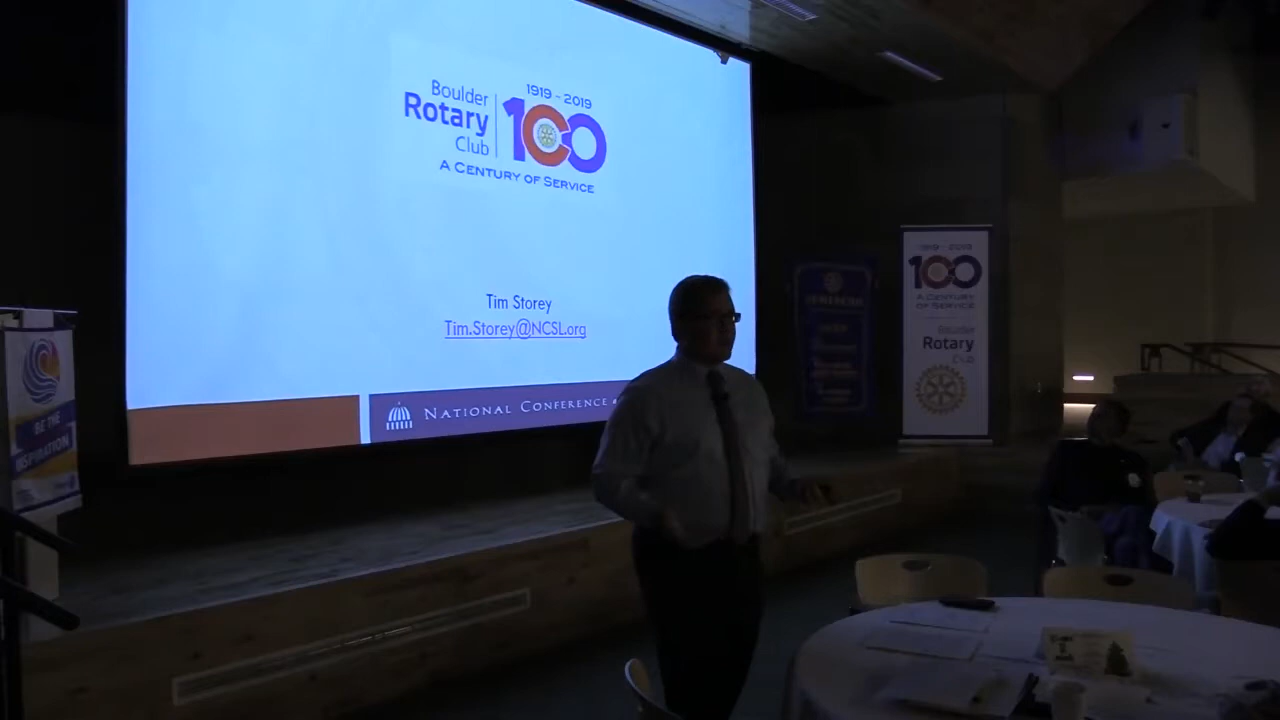 Boulder
Rotary
Club
1919 - 2019
100
A CENTURY OF SERVICE
Tim Storey
Tim.Storey@NCSL.org
NATIONAL CONFERENCE
1919 - 2019
100
A CENTURY
OF SERVICE
Boulder
Rotary
Club
BE THE
INSPIRATION